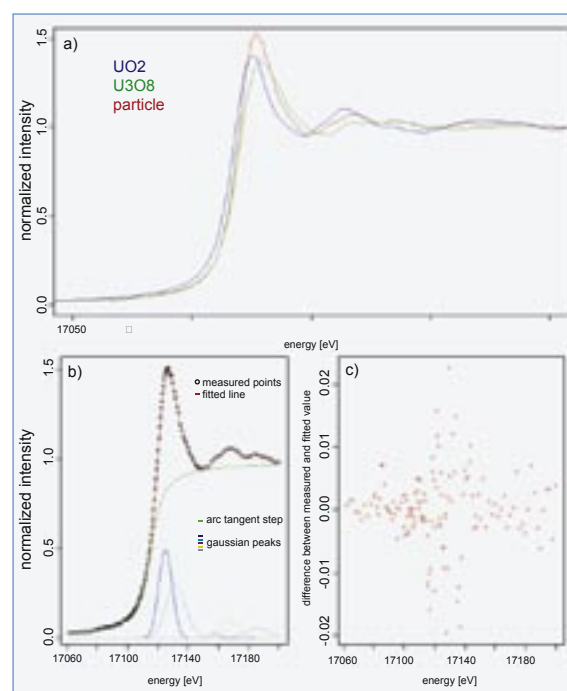 a)
UO2
U3O8
particle
normalized intensity
1.5
1.0
0.5
0.0
17050
energy [eV]
b)
measured points
fitted line
arc tangent step
gaussian peaks
normalized intensity
1.5
1.0
0.5
0.0
17060 17100 17140 17180
energy [eV]
c)
difference between measured and fitted value
0.02
0.01
0.00
-0.01
-0.02
17060 17100 17140 17180
energy [eV]